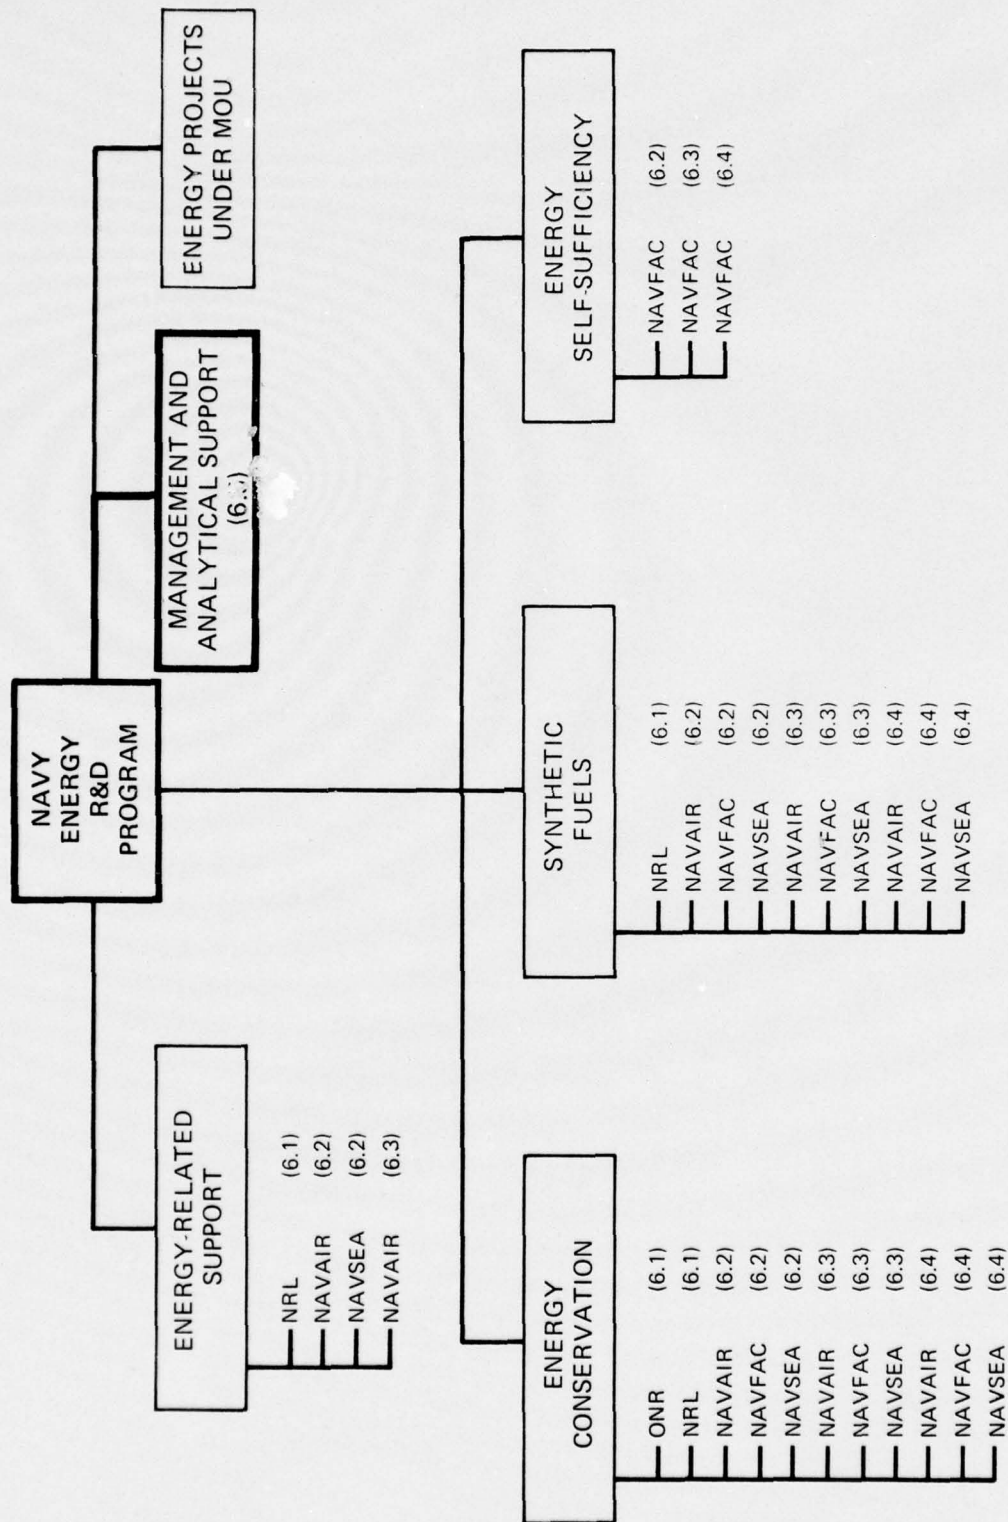 NAVY
ENERGY
R&D
PROGRAM
ENERGY-RELATED
SUPPORT
NRL (6.1)
NAVAIR (6.2)
NAVSEA (6.2)
NAVAIR (6.3)
MANAGEMENT AND
ANALYTICAL SUPPORT
ENERGY PROJECTS
UNDER MOU
ENERGY
CONSERVATION
ONR (6.1)
NRL (6.1)
NAVAIR (6.2)
NAVFAC (6.2)
NAVSEA (6.2)
NAVAIR (6.3)
NAVFAC (6.3)
NAVSEA (6.3)
NAVAIR (6.4)
NAVFAC (6.4)
NAVSEA (6.4)
SYNTHETIC
FUELS
NRL (6.1)
NAVAIR (6.2)
NAVFAC (6.2)
NAVSEA (6.2)
NAVAIR (6.3)
NAVFAC (6.3)
NAVSEA (6.3)
NAVAIR (6.4)
NAVFAC (6.4)
NAVSEA (6.4)
ENERGY
SELF-SUFFICIENCY
NAVFAC (6.2)
NAVFAC (6.3)
NAVFAC (6.4)